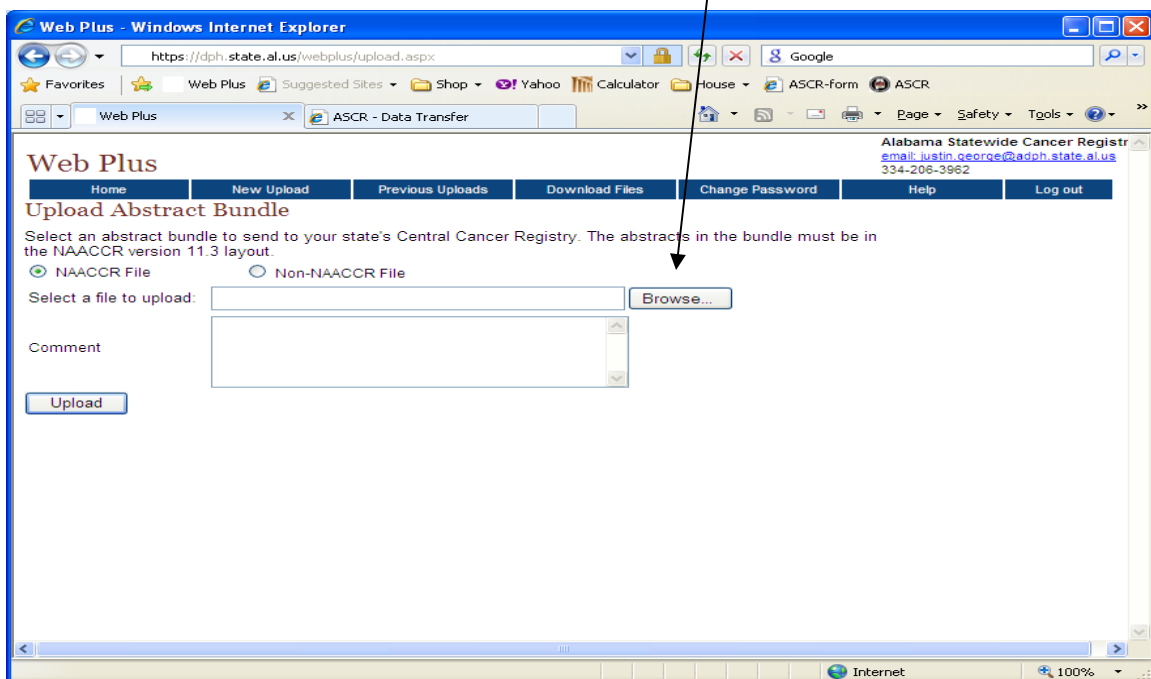 Web Plus - Windows Internet Explorer
https://dph.state.al.us/webplus/upload.aspx
Google
Favorites Web Plus Suggested Sites Shop Yahoo Calculator House ASCR-form ASCR
Web Plus ASCR - Data Transfer Page Safety Tools
Alabama Statewide Cancer Registr
Web Plus
email: justin.george@adph.state.al.us
334-206-3962
Home New Upload Previous Uploads Download Files Change Password Help Log out
Upload Abstract Bundle
Select an abstract bundle to send to your state's Central Cancer Registry. The abstracts in the bundle must be in
the NAACCR version 11.3 layout.
NAACCR File Non-NAACCR File
Select a file to upload: Browse...
Comment
Upload
Internet 100%